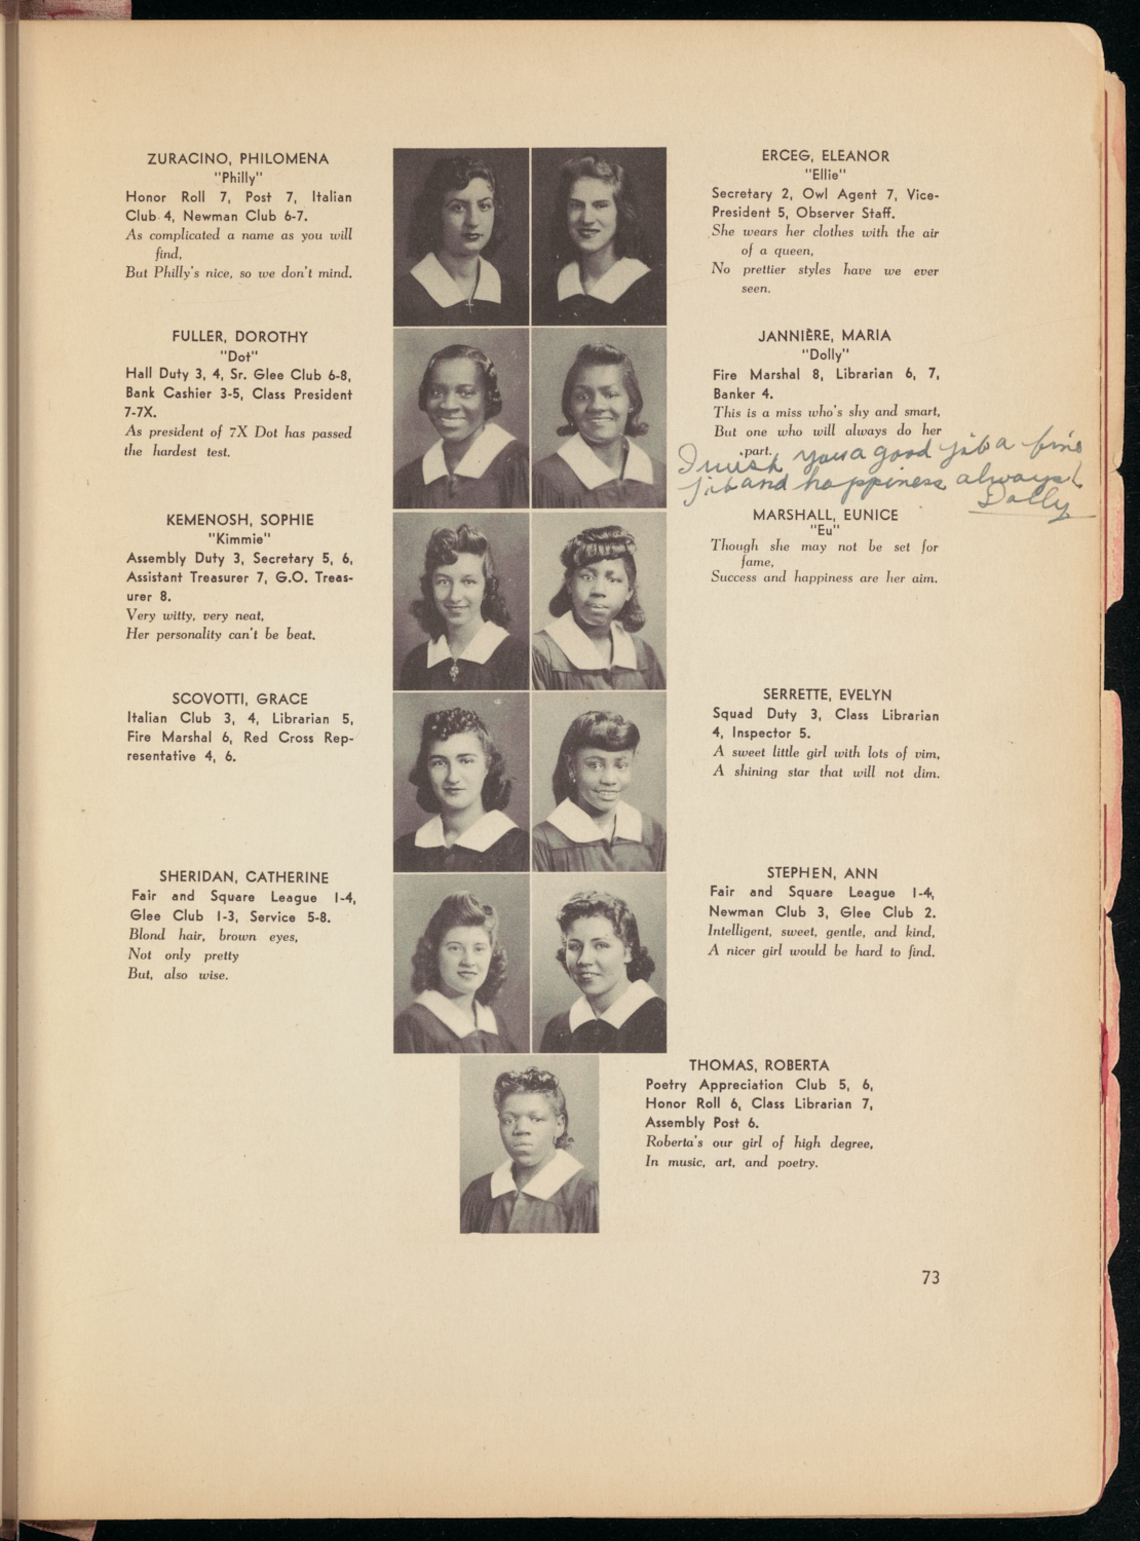 ZURACINO, PHILOMENA
"Philly"
Honor Roll 7, Post 7, Italian
Club 4, Newman Club 6-7.
As complicated a name as you will
find,
But Philly's nice, so we don't mind.
ERCEG, ELEANOR
"Ellie"
Secretary 2, Owl Agent 7, Vice-
President 5, Observer Staff.
She wears her clothes with the air
of a queen,
No prettier styles have we ever
seen.
FULLER, DOROTHY
"Dot"
Hall Duty 3, 4, Sr. Glee Club 6-8,
Bank Cashier 3-5, Class President
7-7X.
As president of 7X Dot has passed
the hardest test.
JANNIÈRE, MARIA
"Dolly"
Fire Marshal 8, Librarian 6, 7,
Banker 4.
This is a miss who's shy and smart,
But one who will always do her
part.
I wish you a good job a fine
job and happiness always
Dolly
KEMENOSH, SOPHIE
"Kimmie"
Assembly Duty 3, Secretary 5, 6,
Assistant Treasurer 7, G.O. Treas-
urer 8.
Very witty, very neat,
Her personality can't be beat.
MARSHALL, EUNICE
"Eu"
Though she may not be set for
fame,
Success and happiness are her aim.
SCOVOTTI, GRACE
Italian Club 3, 4, Librarian 5,
Fire Marshal 6, Red Cross Rep-
resentative 4, 6.
SERRETTE, EVELYN
Squad Duty 3, Class Librarian
4, Inspector 5.
A sweet little girl with lots of vim,
A shining star that will not dim.
SHERIDAN, CATHERINE
Fair and Square League 1-4,
Glee Club 1-3, Service 5-8.
Blond hair, brown eyes,
Not only pretty
But, also wise.
STEPHEN, ANN
Fair and Square League 1-4,
Newman Club 3, Glee Club 2.
Intelligent, sweet, gentle, and kind,
A nicer girl would be hard to find.
THOMAS, ROBERTA
Poetry Appreciation Club 5, 6,
Honor Roll 6, Class Librarian 7,
Assembly Post 6.
Roberta's our girl of high degree,
In music, art, and poetry.
73